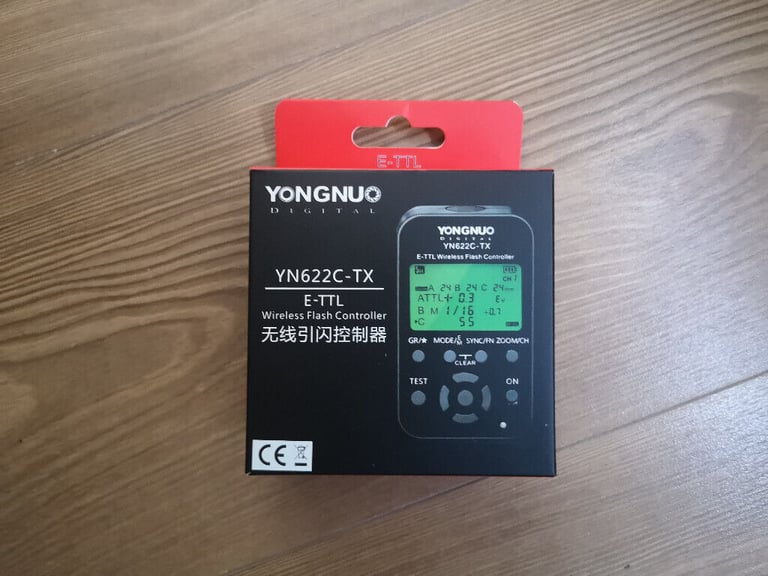 E-TTL
YONGNUO
DIGITAL
YN622C-TX
E-TTL
Wireless Flash Controller
无线引闪控制器
CE
YONGNUO
DIGITAL
YN622C-TX
E-TTL Wireless Flash Controller
CH 1
A 24 B 24 C 24mm
ATTL+ 0.3 Ev
B M 1/16 +0.7
C SS
GR/★ MODE/ SYNC/FN ZOOM/CH
CLEAR
TEST ON